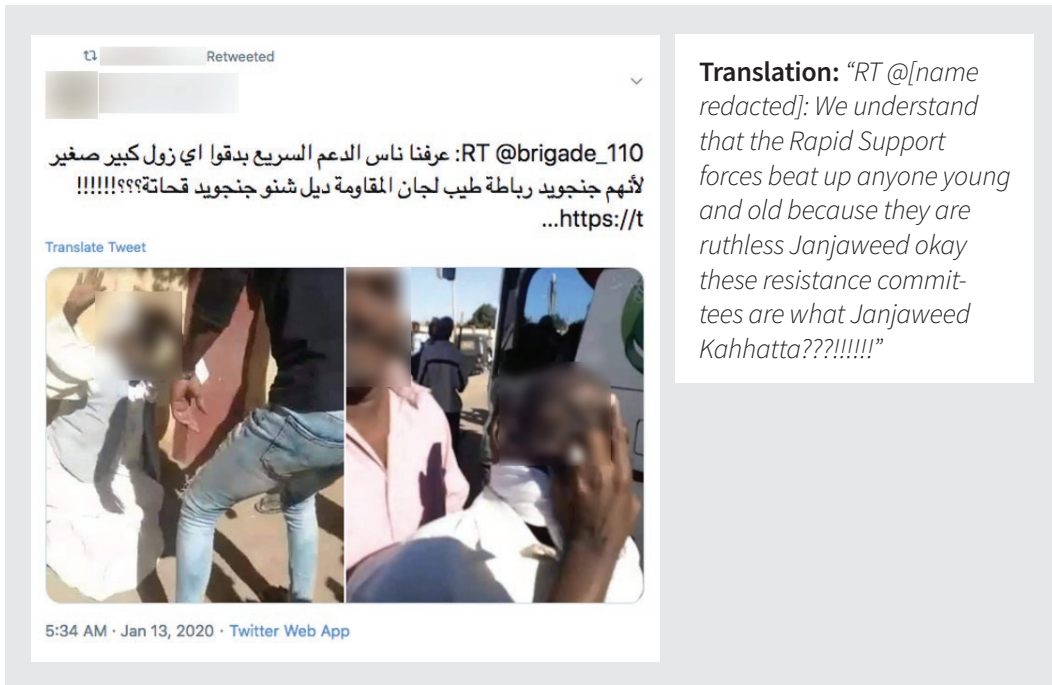 Retweeted
RT @brigade_110: عرفنا ناس الدعم السريع بدقوا اي زول كبير صغير
لأنهم جنجويد رباطة طيب لجان المقاومة ديل شنو جنجويد قحاتة؟؟؟!!!!!!
https://t...
Translate Tweet
5:34 AM · Jan 13, 2020 · Twitter Web App
Translation: “RT @[name
redacted]: We understand
that the Rapid Support
forces beat up anyone young
and old because they are
ruthless Janjaweed okay
these resistance commit-
tees are what Janjaweed
Kahhatta???!!!!!!”